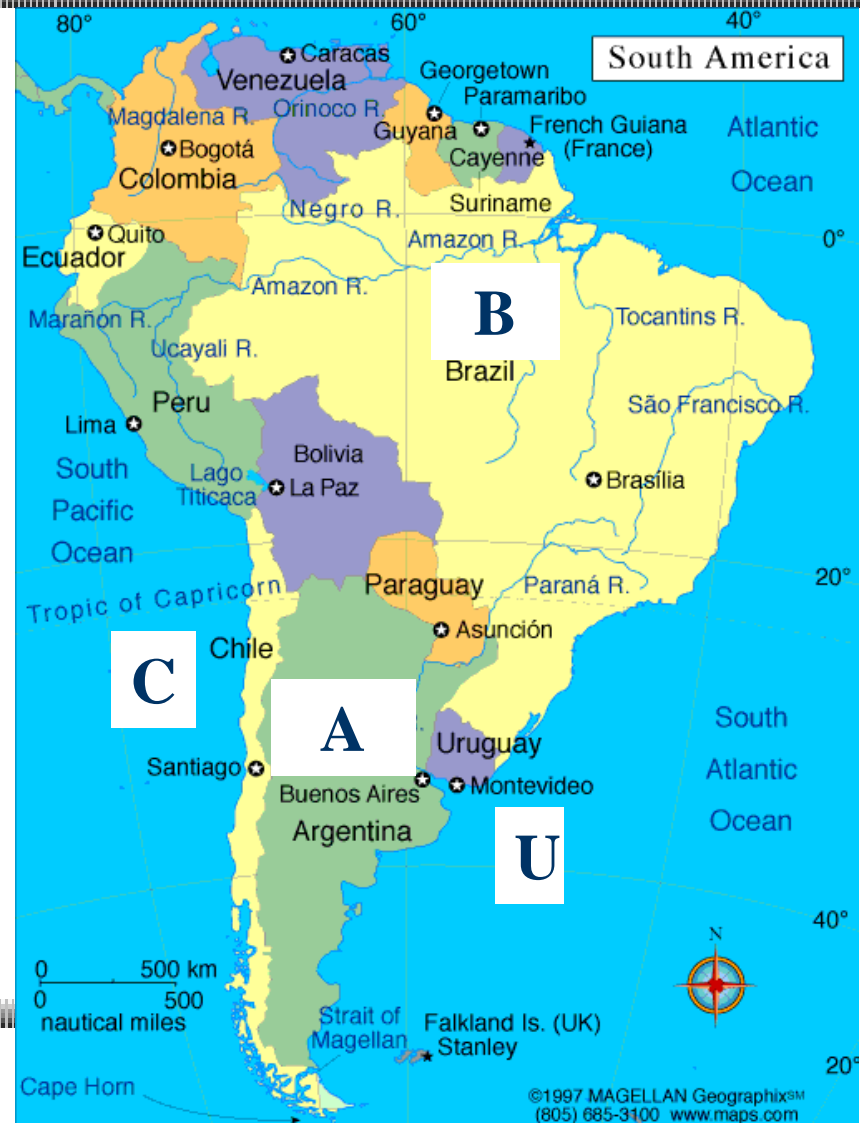 80°
60°
40°
South America
Caracas
Venezuela
Georgetown
Paramaribo
Magdalena R.
Orinoco R.
Guyana
French Guiana
(France)
Atlantic
Ocean
Bogotá
Cayenne
Colombia
Suriname
Negro R.
Quito
Amazon R.
0°
Ecuador
Amazon R.
B
Marañon R.
Tocantins R.
Ucayali R.
Brazil
Peru
São Francisco R.
Lima
Bolivia
South
Pacific
Ocean
Lago
Titicaca
La Paz
Brasília
20°
Tropic of Capricorn
Paraguay
Paraná R.
Asunción
Chile
C
A
South
Atlantic
Ocean
Uruguay
Santiago
Buenos Aires
Montevideo
Argentina
U
40°
N
0 500 km
0 500
nautical miles
Strait of
Magellan
Falkland Is. (UK)
Stanley
20°
Cape Horn
©1997 MAGELLAN Geographix℠
(805) 685-3100 www.maps.com